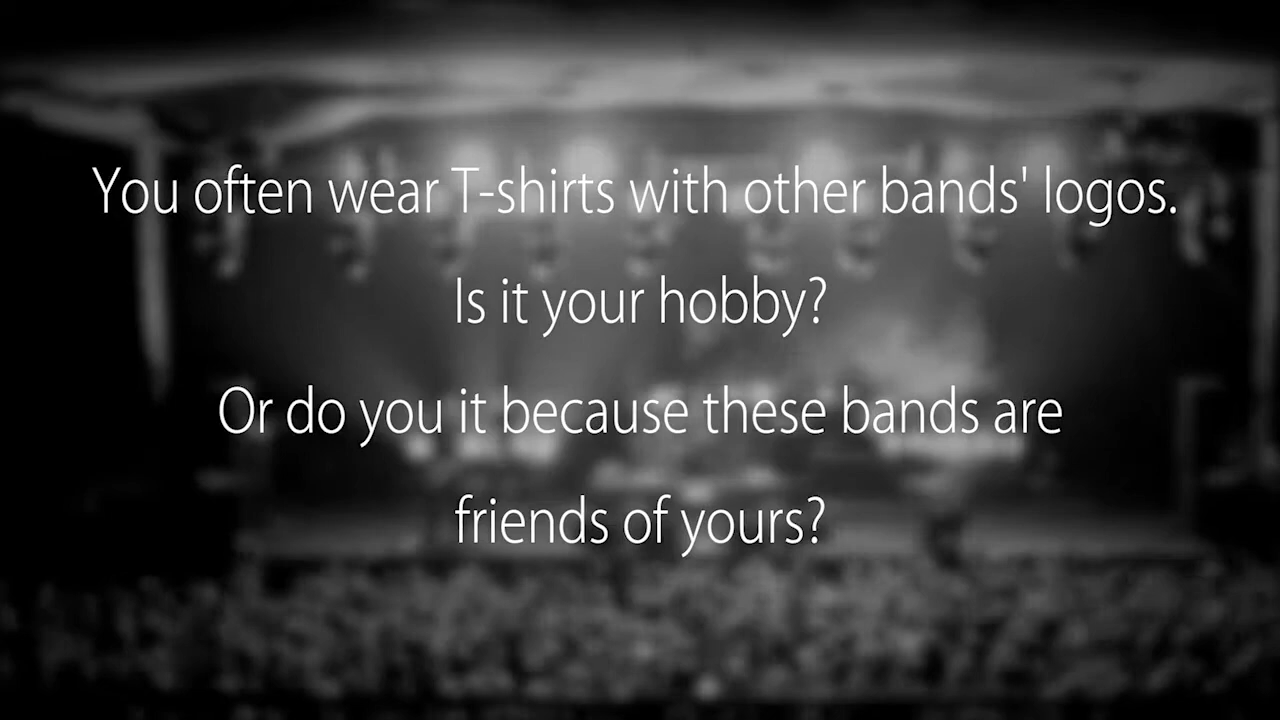 You often wear T-shirts with other bands' logos.
Is it your hobby?
Or do you it because these bands are
friends of yours?